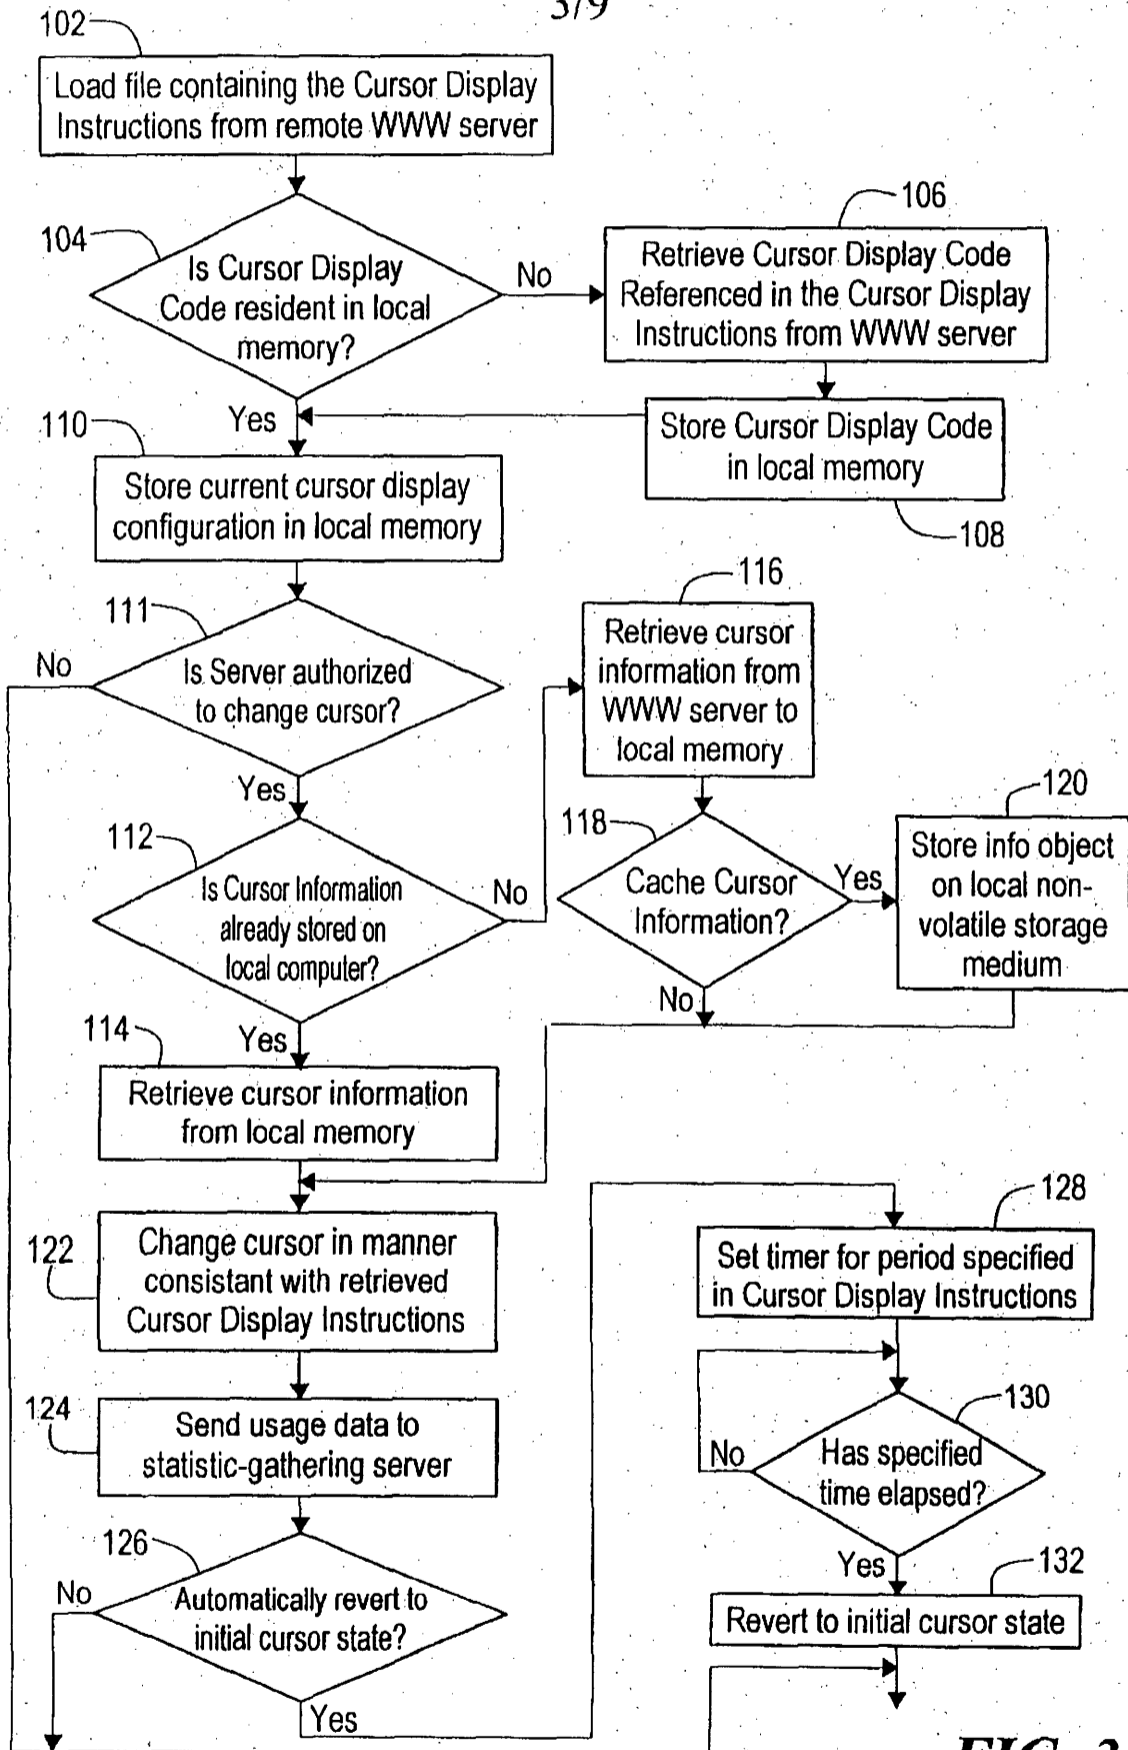 3/9
102
Load file containing the Cursor Display
Instructions from remote WWW server
104
Is Cursor Display
Code resident in local
memory?
No
106
Retrieve Cursor Display Code
Referenced in the Cursor Display
Instructions from WWW server
Yes
Store Cursor Display Code
in local memory
108
110
Store current cursor display
configuration in local memory
111
Is Server authorized
to change cursor?
No
Yes
116
Retrieve cursor
information from
WWW server to
local memory
112
Is Cursor Information
already stored on
local computer?
No
Yes
118
Cache Cursor
Information?
Yes
No
120
Store info object
on local non-
volatile storage
medium
114
Retrieve cursor information
from local memory
122
Change cursor in manner
consistant with retrieved
Cursor Display Instructions
124
Send usage data to
statistic-gathering server
126
Automatically revert to
initial cursor state?
No
Yes
128
Set timer for period specified
in Cursor Display Instructions
130
Has specified
time elapsed?
No
Yes
132
Revert to initial cursor state